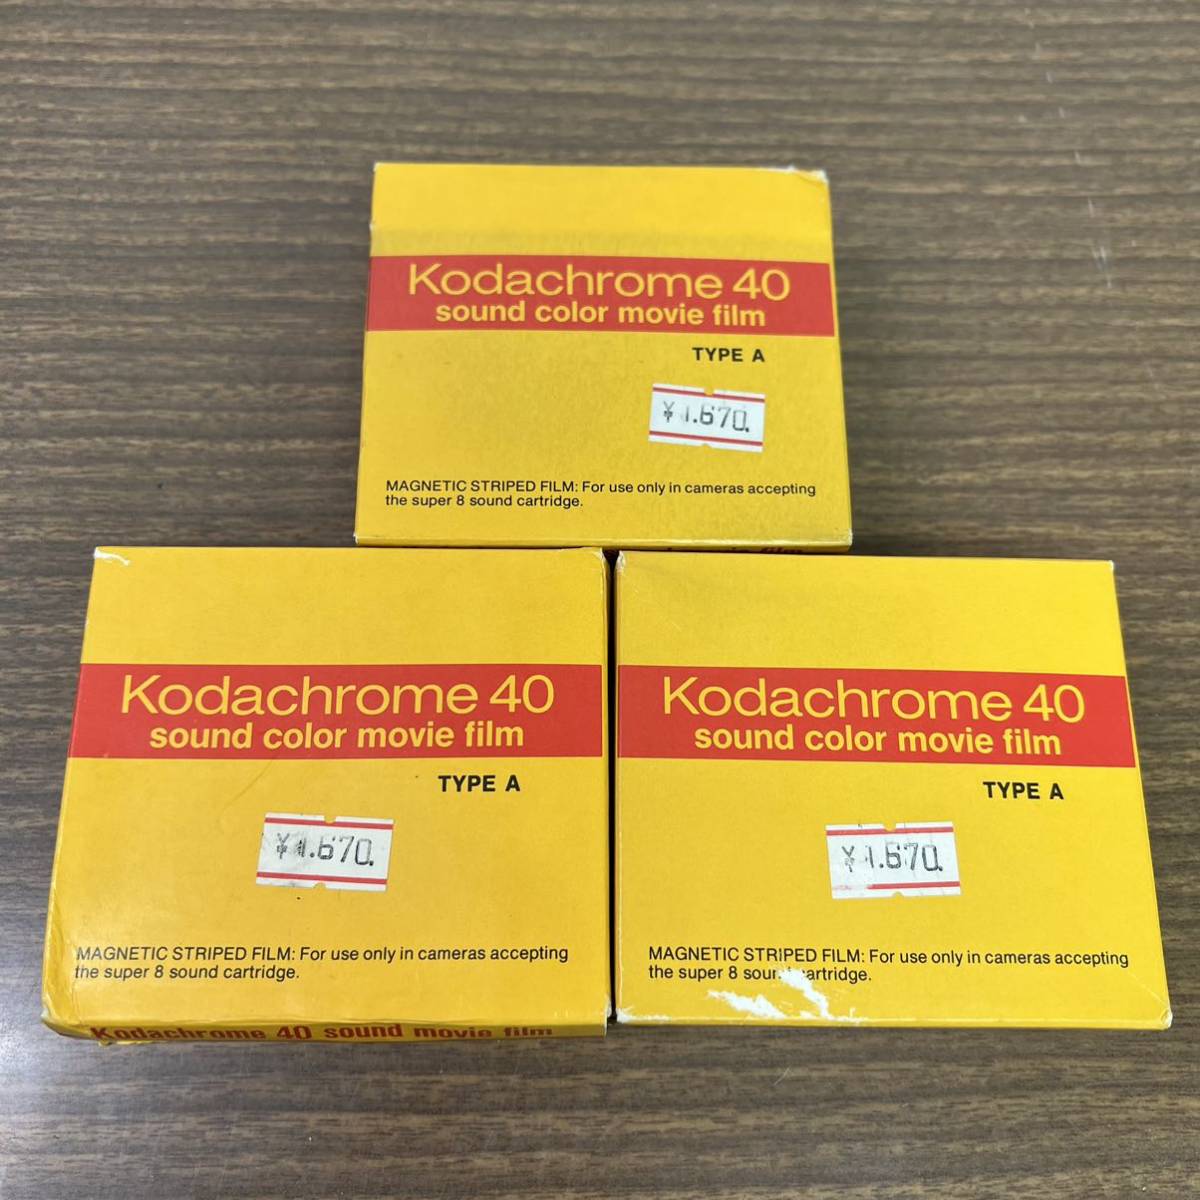 Kodachrome 40
sound color movie film
TYPE A
¥1.670.
MAGNETIC STRIPED FILM: For use only in cameras accepting
the super 8 sound cartridge.
Kodachrome 40
sound color movie film
TYPE A
¥1.670.
MAGNETIC STRIPED FILM: For use only in cameras accepting
the super 8 sound cartridge.
Kodachrome 40 sound movie film
Kodachrome 40
sound color movie film
TYPE A
¥1.670.
MAGNETIC STRIPED FILM: For use only in cameras accepting
the super 8 sound cartridge.